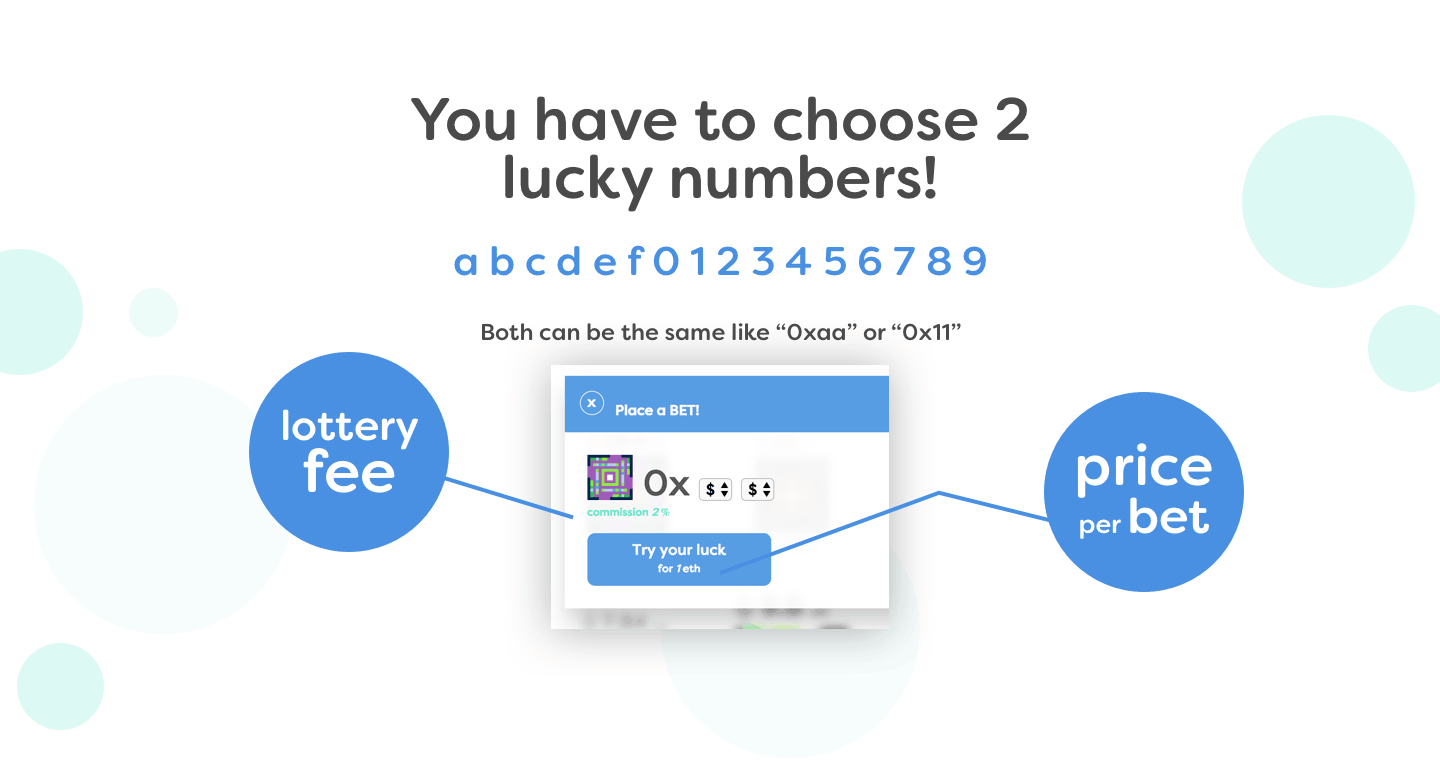 You have to choose 2
lucky numbers!
a b c d e f 0 1 2 3 4 5 6 7 8 9
Both can be the same like “0xaa” or “0x11”
lottery
fee
x
Place a BET!
0x $ $
commission 2 %
Try your luck
for 1 eth
price
per bet